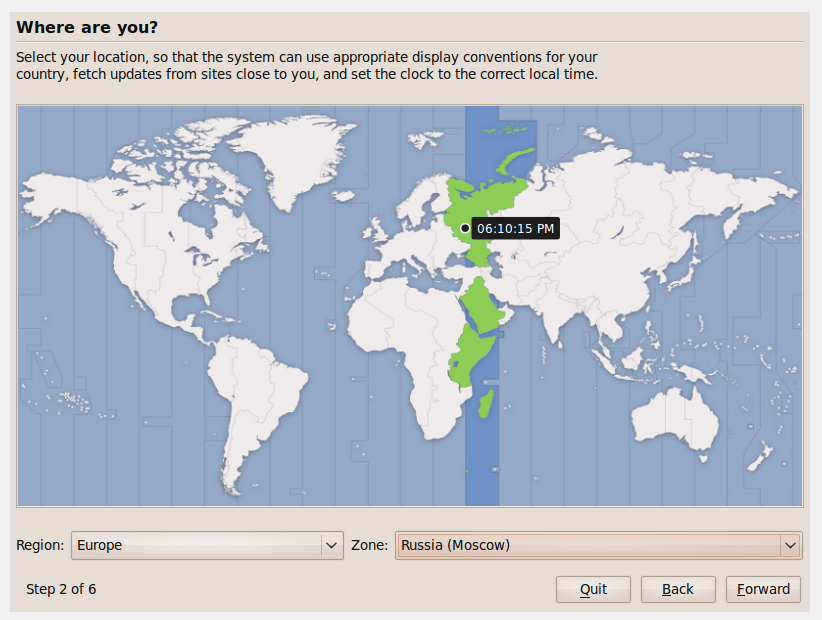 Where are you?
Select your location, so that the system can use appropriate display conventions for your
country, fetch updates from sites close to you, and set the clock to the correct local time.
06:10:15 PM
Region: Europe Zone: Russia (Moscow)
Step 2 of 6 Quit Back Forward